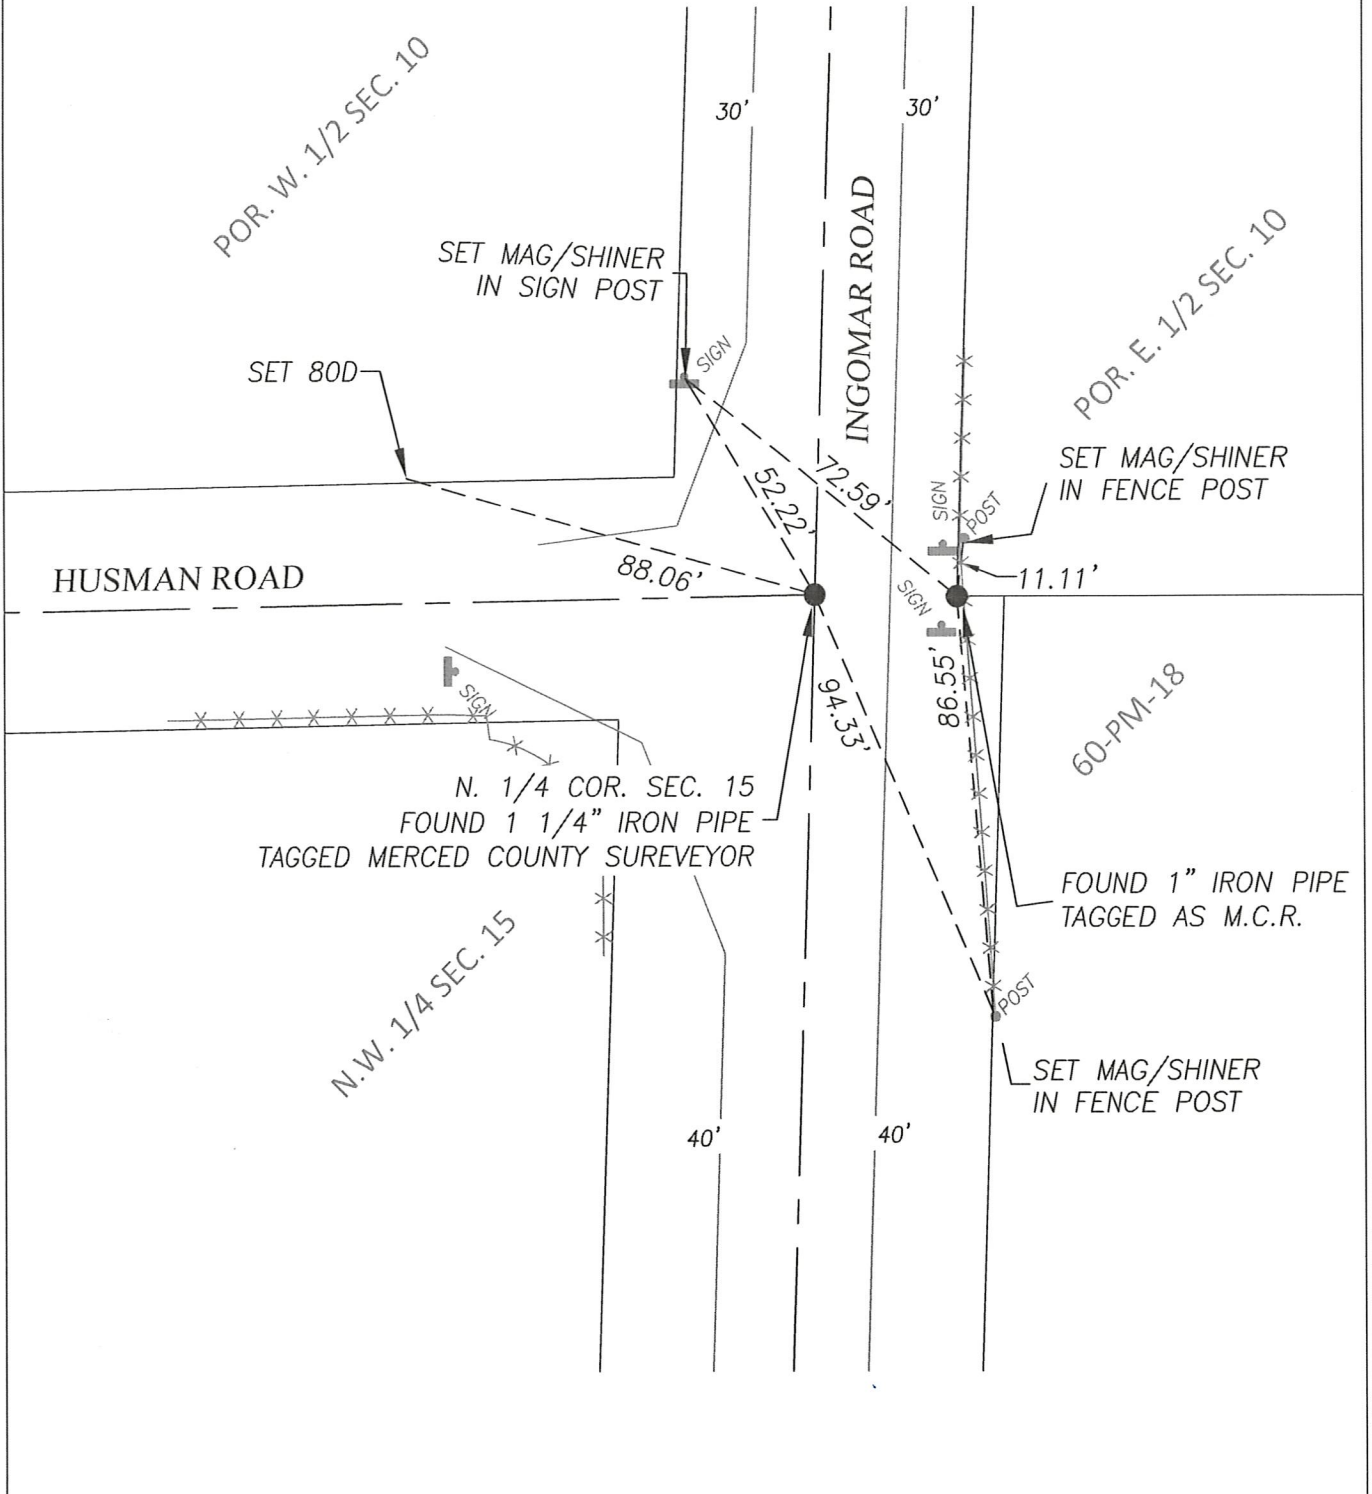 POR. W. 1/2 SEC. 10
30'
30'
INGOMAR ROAD
SET MAG/SHINER
IN SIGN POST
SIGN
SET 80D
POR. E. 1/2 SEC. 10
SET MAG/SHINER
IN FENCE POST
72.59'
52.22'
SIGN
POST
88.06'
HUSMAN ROAD
11.11'
SIGN
SIGN
94.33'
86.55'
60-PM-18
N. 1/4 COR. SEC. 15
FOUND 1 1/4" IRON PIPE
TAGGED MERCED COUNTY SUREVEYOR
FOUND 1" IRON PIPE
TAGGED AS M.C.R.
N.W. 1/4 SEC. 15
POST
SET MAG/SHINER
IN FENCE POST
40'
40'